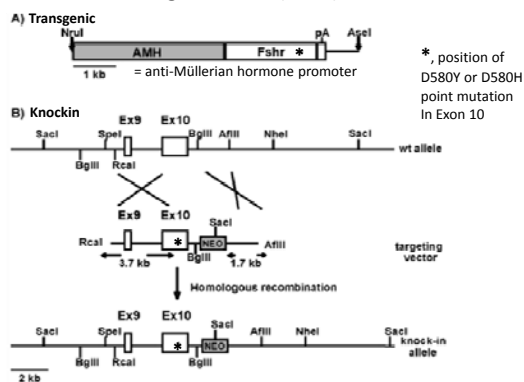 A) Transgenic
NruI pA AseI
AMH Fshr *
1 kb = anti-Müllerian hormone promoter
*, position of
D580Y or D580H
point mutation
In Exon 10
B) Knockin
Ex9 Ex10
SacI SpeI BglII AflII NheI SacI
BglII RcaI wt allele
Ex9 Ex10
SacI
RcaI * NEO AflII
3.7 kb BglII 1.7 kb
targeting
vector
Homologous recombination
Ex9 Ex10
SacI SpeI SacI AflII NheI SacI
* NEO
BglII RcaI BglII
knock-in
allele
2 kb